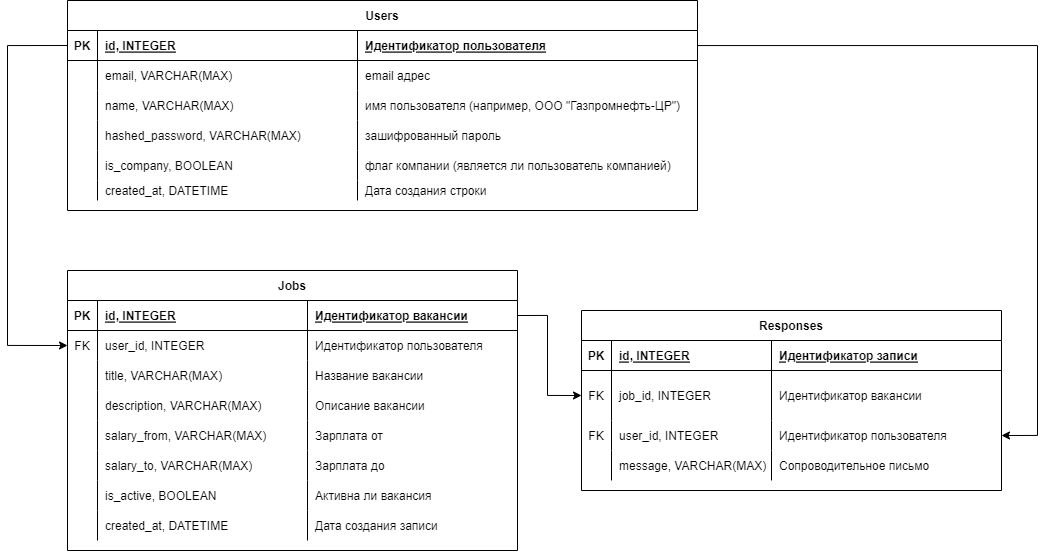 Users
PK id, INTEGER Идентификатор пользователя
email, VARCHAR(MAX) email адрес
name, VARCHAR(MAX) имя пользователя (например, ООО "Газпромнефть-ЦР")
hashed_password, VARCHAR(MAX) зашифрованный пароль
is_company, BOOLEAN флаг компании (является ли пользователь компанией)
created_at, DATETIME Дата создания строки
Jobs
PK id, INTEGER Идентификатор вакансии
FK user_id, INTEGER Идентификатор пользователя
title, VARCHAR(MAX) Название вакансии
description, VARCHAR(MAX) Описание вакансии
salary_from, VARCHAR(MAX) Зарплата от
salary_to, VARCHAR(MAX) Зарплата до
is_active, BOOLEAN Активна ли вакансия
created_at, DATETIME Дата создания записи
Responses
PK id, INTEGER Идентификатор записи
FK job_id, INTEGER Идентификатор вакансии
FK user_id, INTEGER Идентификатор пользователя
message, VARCHAR(MAX) Сопроводительное письмо